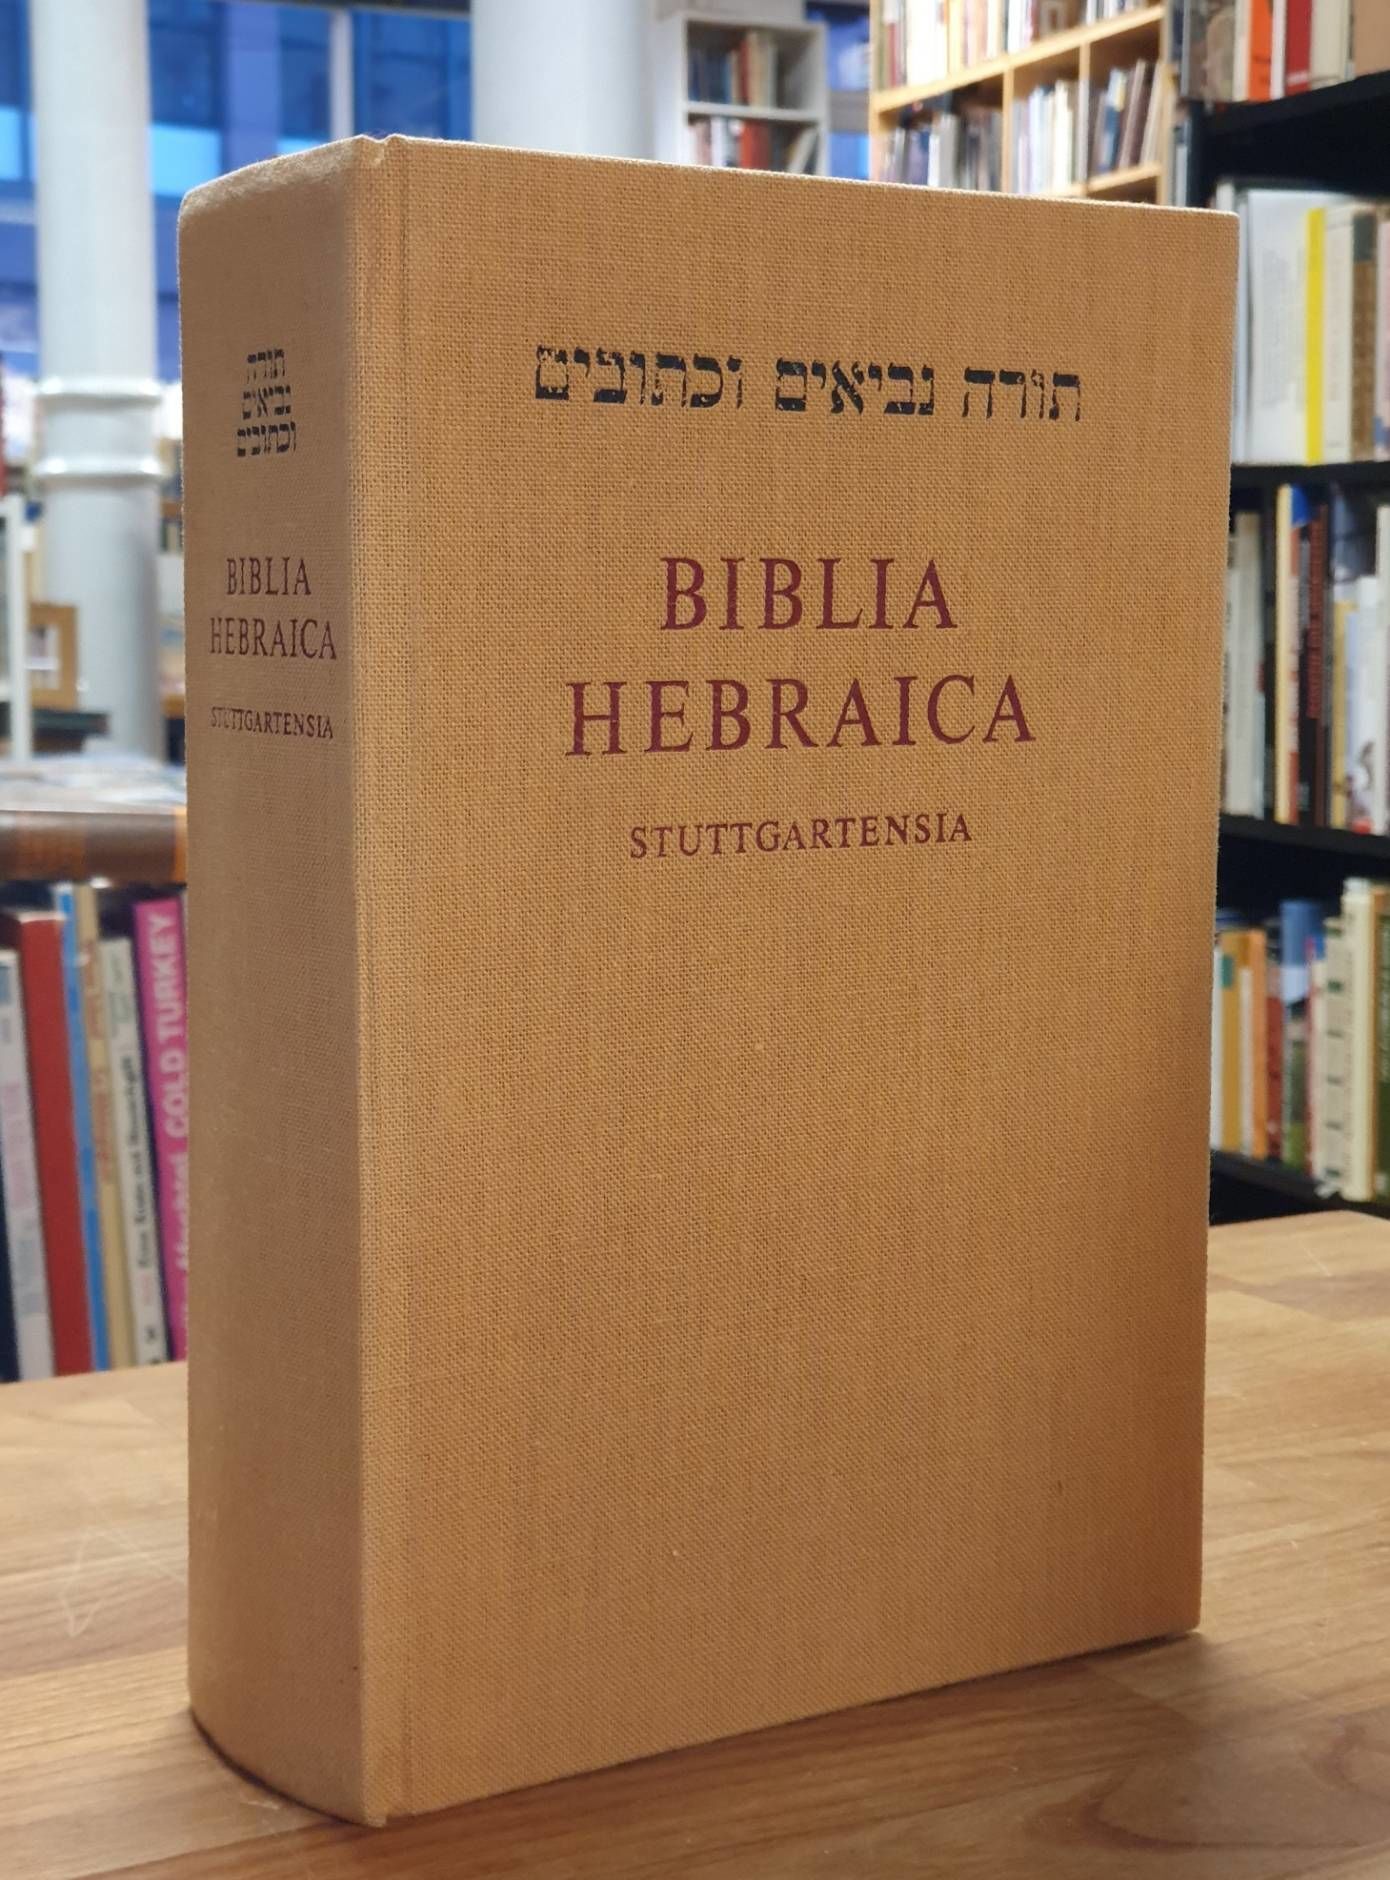 תורה
נביאים
וכתובים
BIBLIA
HEBRAICA
STUTTGARTENSIA
תורה נביאים וכתובים
BIBLIA
HEBRAICA
STUTTGARTENSIA
COLD TURKEY